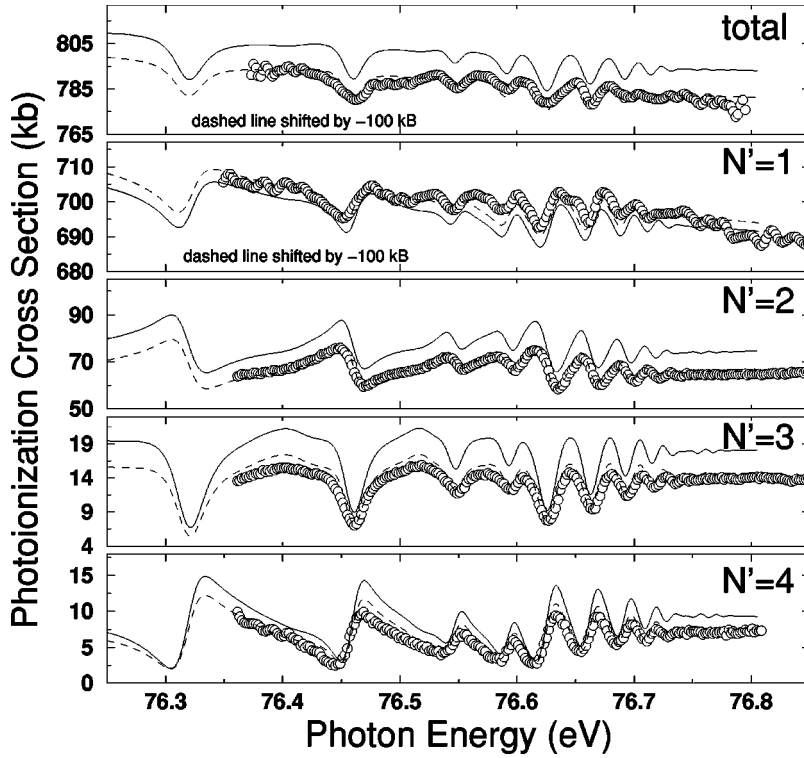 total
805
785
765
dashed line shifted by −100 kB
N'=1
710
700
690
680
dashed line shifted by −100 kB
N'=2
90
70
50
N'=3
19
14
9
4
N'=4
15
10
5
0
76.3 76.4 76.5 76.6 76.7 76.8
Photon Energy (eV)
Photoionization Cross Section (kb)